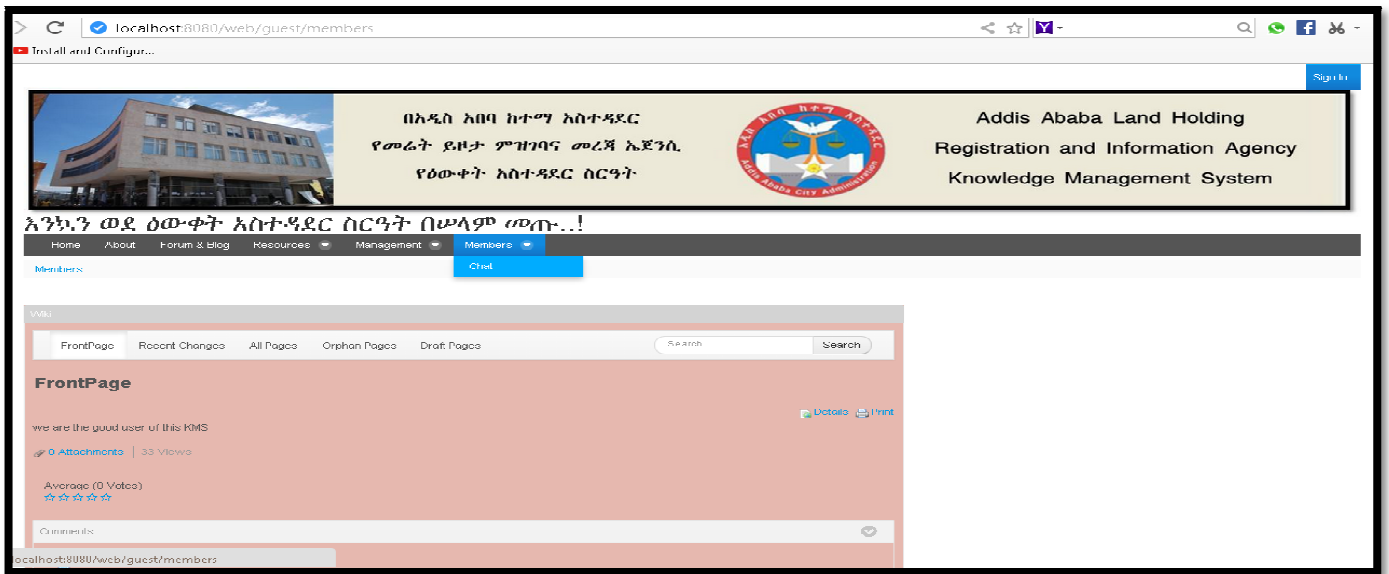 localhost:8080/web/guest/members
Install and Configur...
Sign In
በአዲስ አበባ ከተማ አስተዳደር
የመሬት ይዞታ ምዝገባና መረጃ ኤጀንሲ
የዕውቀት አስተዳደር ስርዓት
አዲስ አበባ ከተማ አስተዳደር
Addis Ababa City Administration
Addis Ababa Land Holding
Registration and Information Agency
Knowledge Management System
እንኳን ወደ ዕውቀት አስተዳደር ስርዓት በሠላም መጡ..!
Home About Forum & Blog Resources Management Members
Chat
Members
Wiki
FrontPage Recent Changes All Pages Orphan Pages Draft Pages Search Search
FrontPage
Details Print
we are the good user of this KMS
0 Attachments 33 Views
Average (0 Votes)
Comments
localhost:8080/web/guest/members